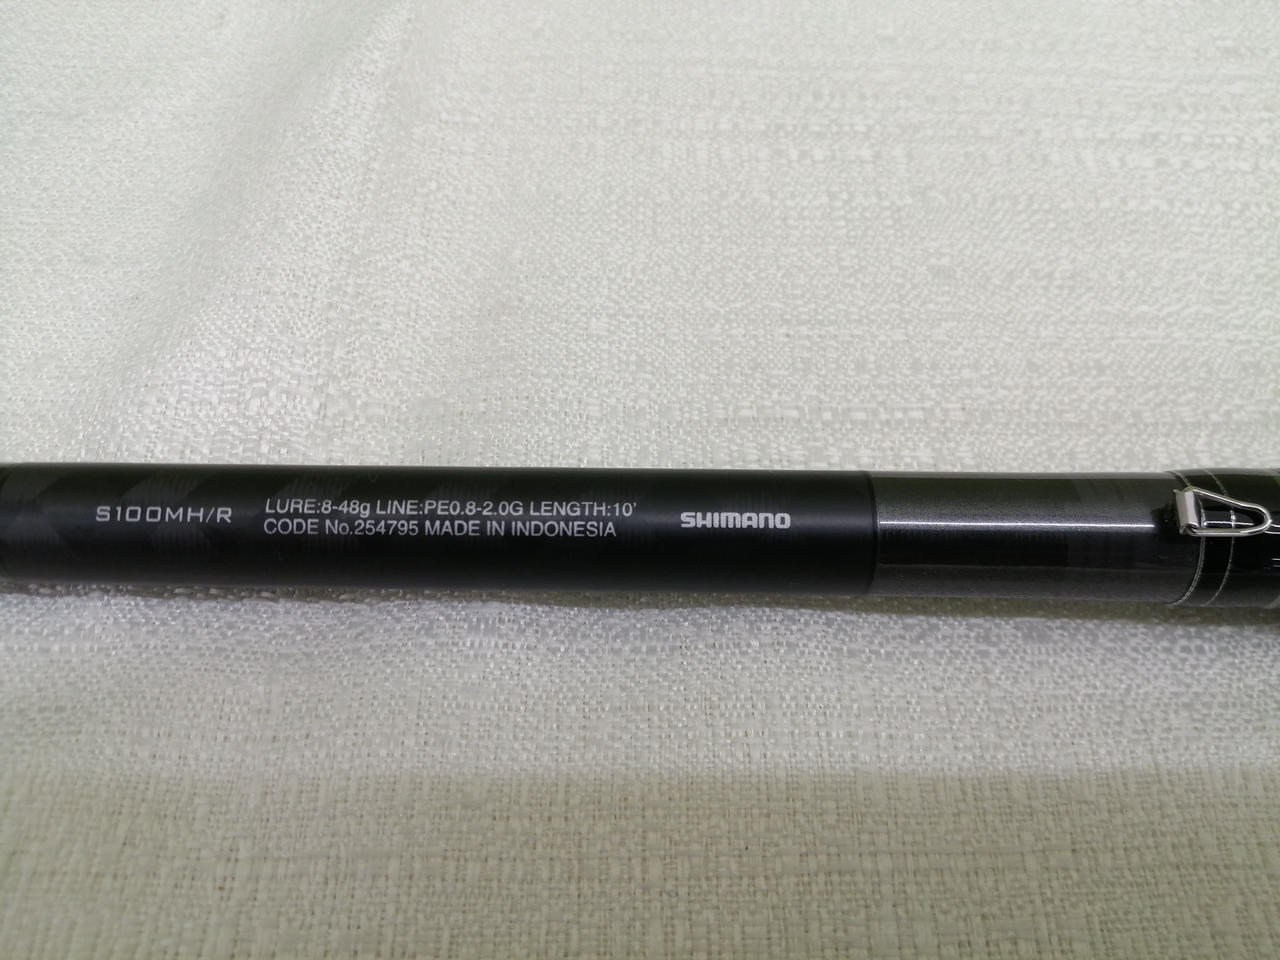 S100MH/R
LURE:8-48g LINE:PE0.8-2.0G LENGTH:10'
CODE No.254795 MADE IN INDONESIA
SHIMANO